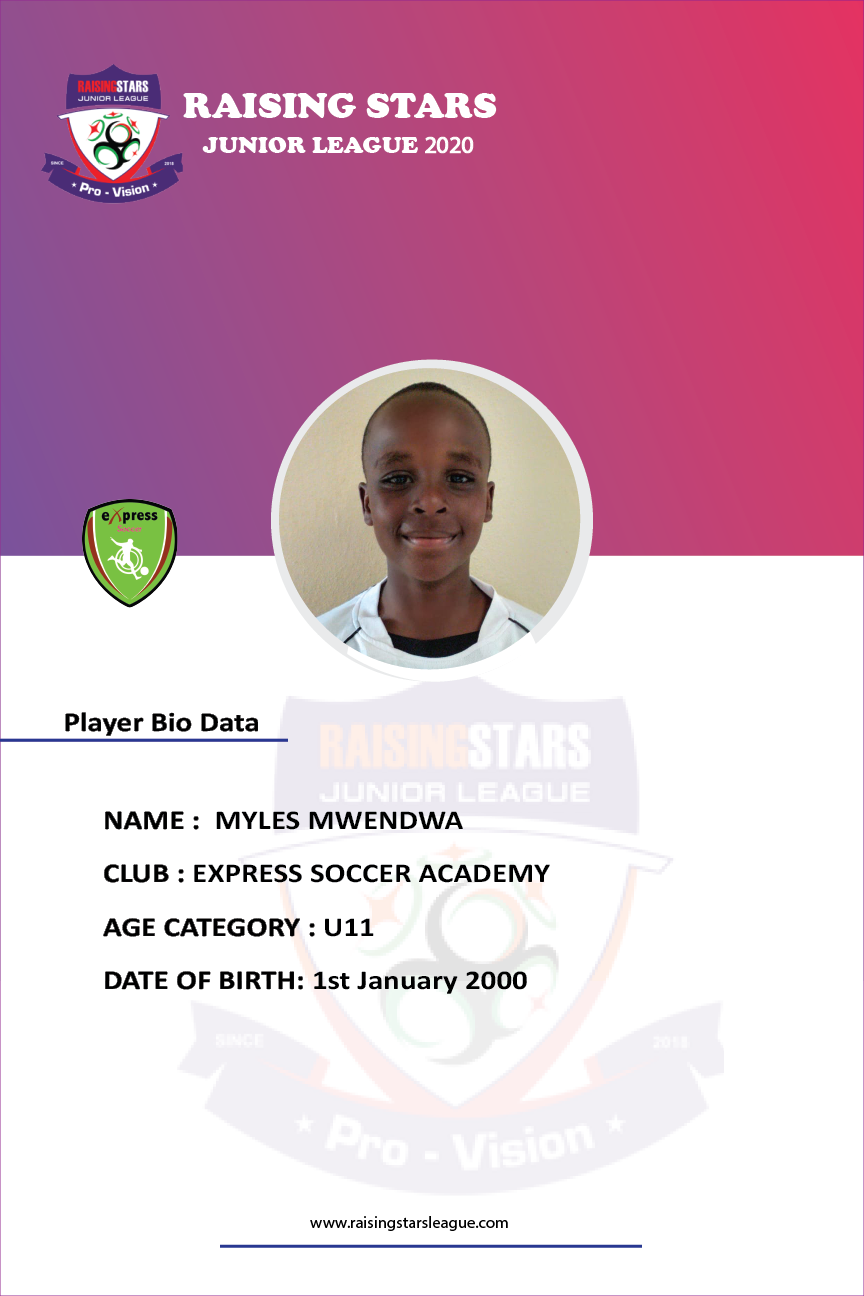 RAISINGSTARS
JUNIOR LEAGUE
SINCE
2018
★ Pro - Vision ★
RAISING STARS
JUNIOR LEAGUE 2020
eXpress
Soccer
Player Bio Data
RAISINGSTARS
JUNIOR LEAGUE
NAME :  MYLES MWENDWA
CLUB : EXPRESS SOCCER ACADEMY
AGE CATEGORY : U11
DATE OF BIRTH: 1st January 2000
SINCE
2018
★ Pro - Vision ★
www.raisingstarsleague.com